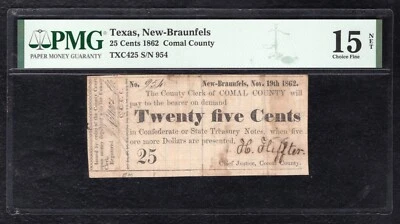 PMG
PAPER MONEY GUARANTY
Texas, New-Braunfels
25 Cents 1862 Comal County
TXC425 S/N 954
15 NET
Choice Fine
No. 954
New-Braunfels, Nov. 19th 1862.
The County Clerk of COMAL COUNTY will
pay to the bearer on demand
Twenty five Cents
in Confederate or State Treasury Notes, when five
or more Dollars are presented.
25
Chief Justice, Comal County.